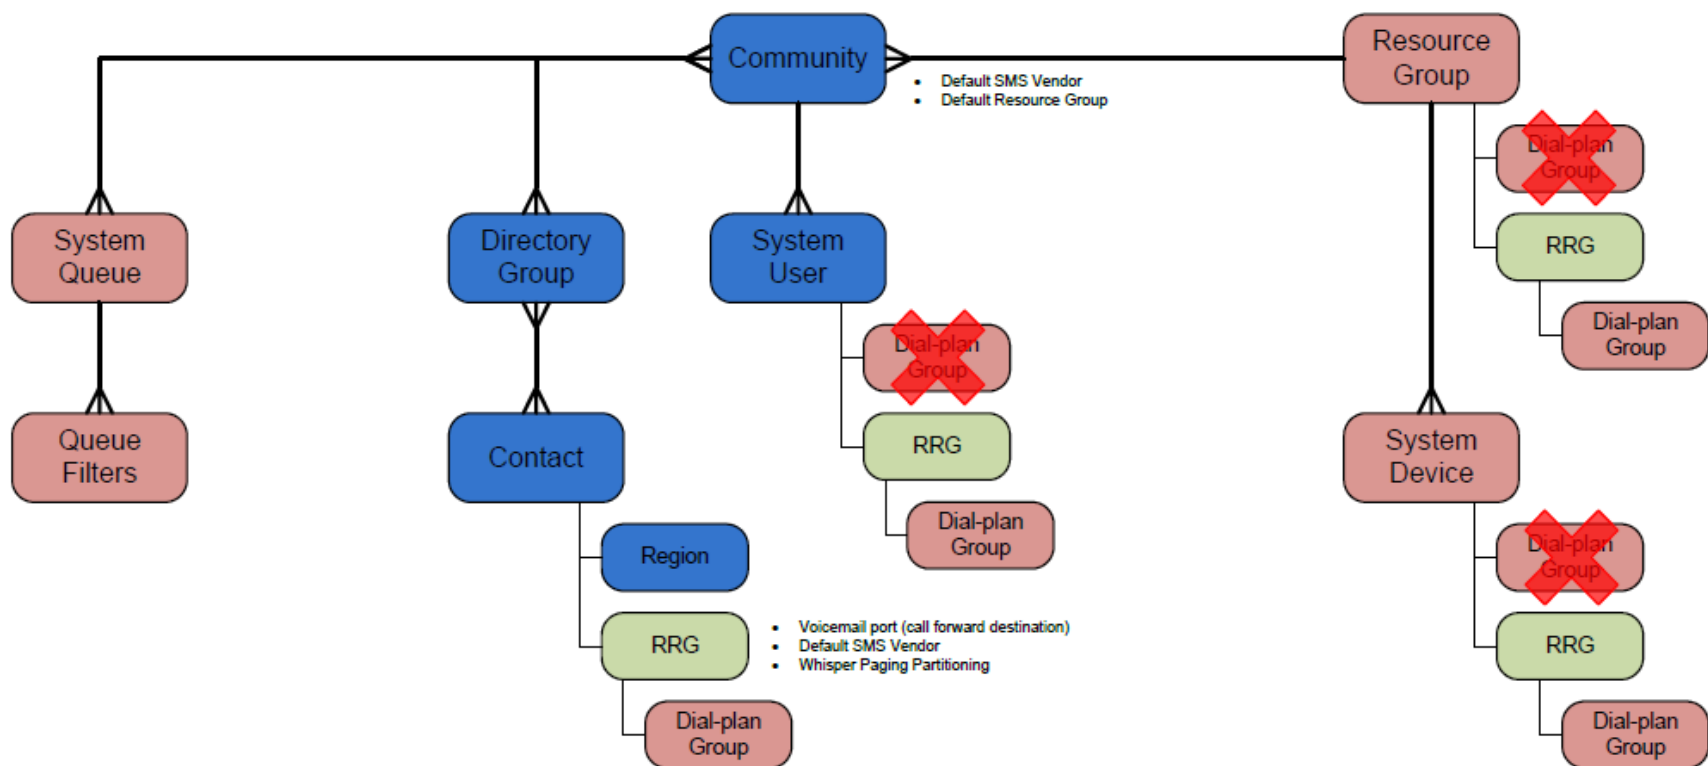 Community
Resource
Group
• Default SMS Vendor
• Default Resource Group
Dial-plan
Group
System
Queue
Directory
Group
System
User
RRG
Dial-plan
Group
Dial-plan
Group
Queue
Filters
Contact
RRG
System
Device
Dial-plan
Group
Region
Dial-plan
Group
• Voicemail port (call forward destination)
• Default SMS Vendor
• Whisper Paging Partitioning
RRG
RRG
Dial-plan
Group
Dial-plan
Group